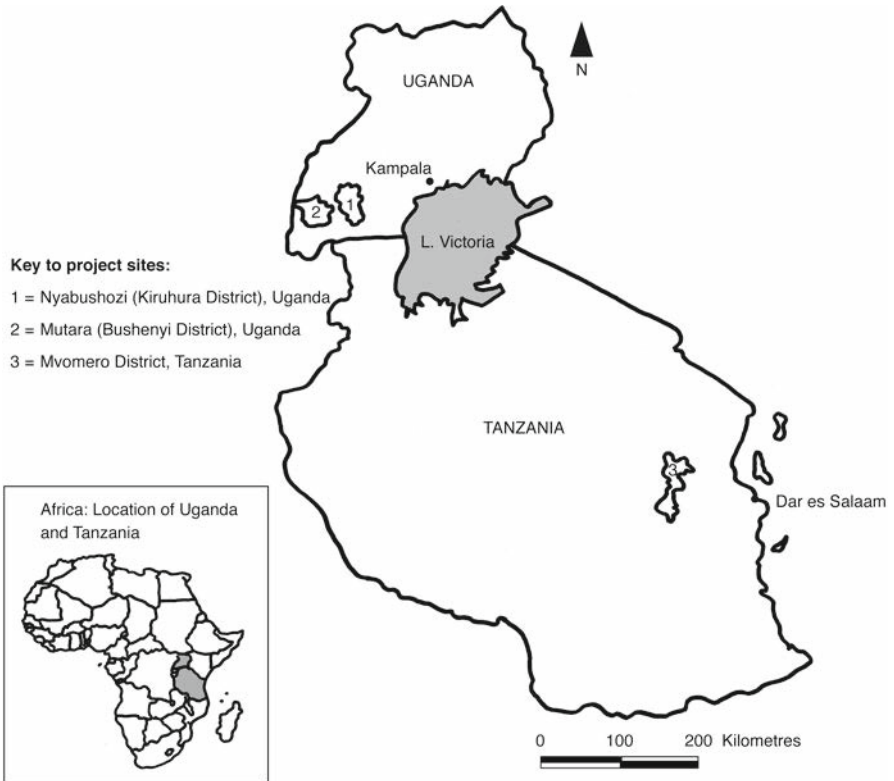 UGANDA
N
Kampala
2
1
L. Victoria
Key to project sites:
1 = Nyabushozi (Kiruhura District), Uganda
2 = Mutara (Bushenyi District), Uganda
3 = Mvomero District, Tanzania
TANZANIA
3
Dar es Salaam
Africa: Location of Uganda
and Tanzania
0 100 200 Kilometres